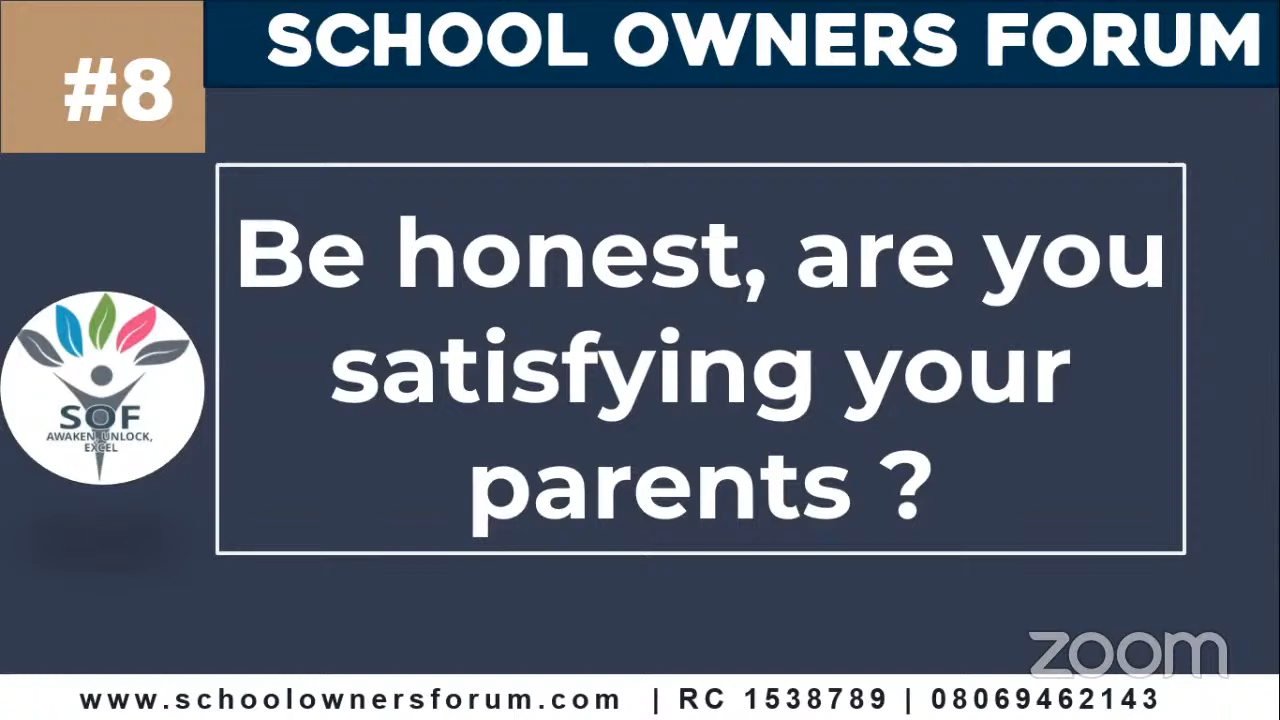 #8
SCHOOL OWNERS FORUM
Be honest, are you
satisfying your
parents ?
SOF
AWAKEN, UNLOCK,
EXCEL
zoom
www.schoolownersforum.com | RC 1538789 | 08069462143